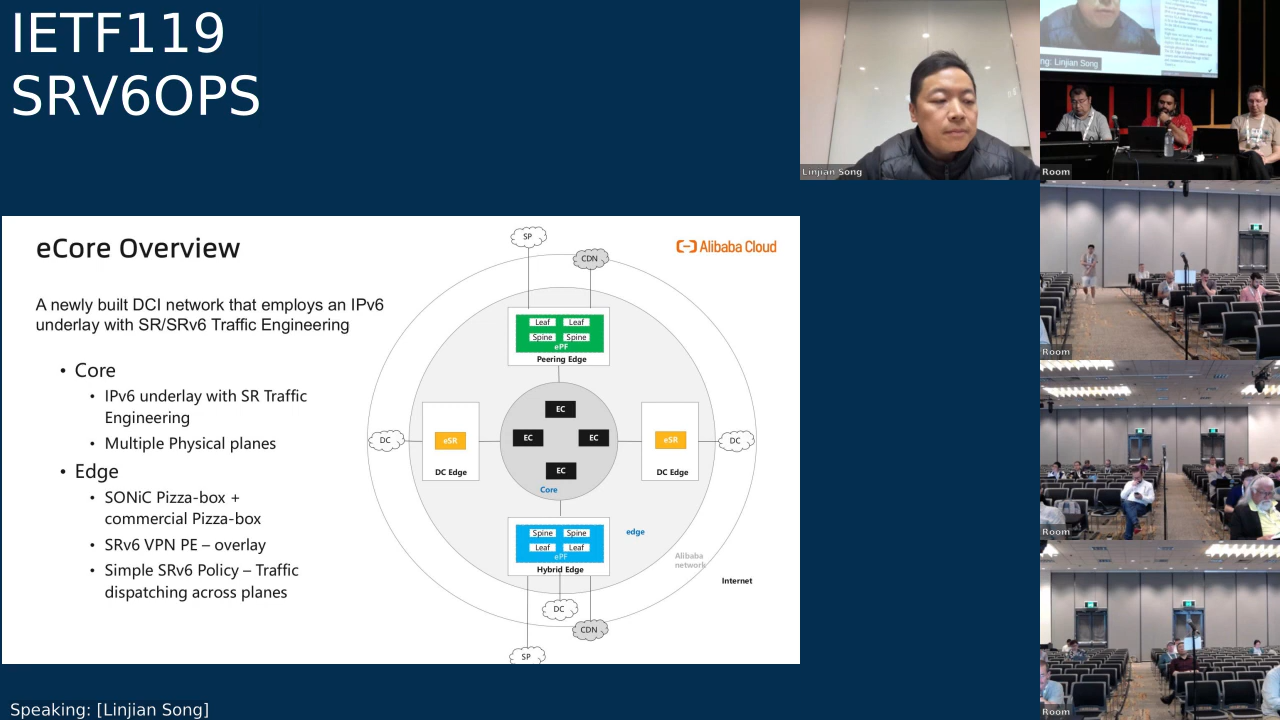 IETF119
SRV6OPS
Linjian Song
ng: Linjian Song
Room
Room
Room
Room
eCore Overview
Alibaba Cloud
A newly built DCI network that employs an IPv6
underlay with SR/SRv6 Traffic Engineering
• Core
• IPv6 underlay with SR Traffic
Engineering
• Multiple Physical planes
• Edge
• SONiC Pizza-box +
commercial Pizza-box
• SRv6 VPN PE – overlay
• Simple SRv6 Policy – Traffic
dispatching across planes
SP
CDN
Leaf Leaf
Spine Spine
ePF
Peering Edge
EC
DC
eSR
DC Edge
EC
EC
eSR
DC Edge
DC
EC
Core
Spine Spine
Leaf Leaf
ePF
Hybrid Edge
edge
Alibaba
network
Internet
DC
CDN
SP
Speaking: [Linjian Song]